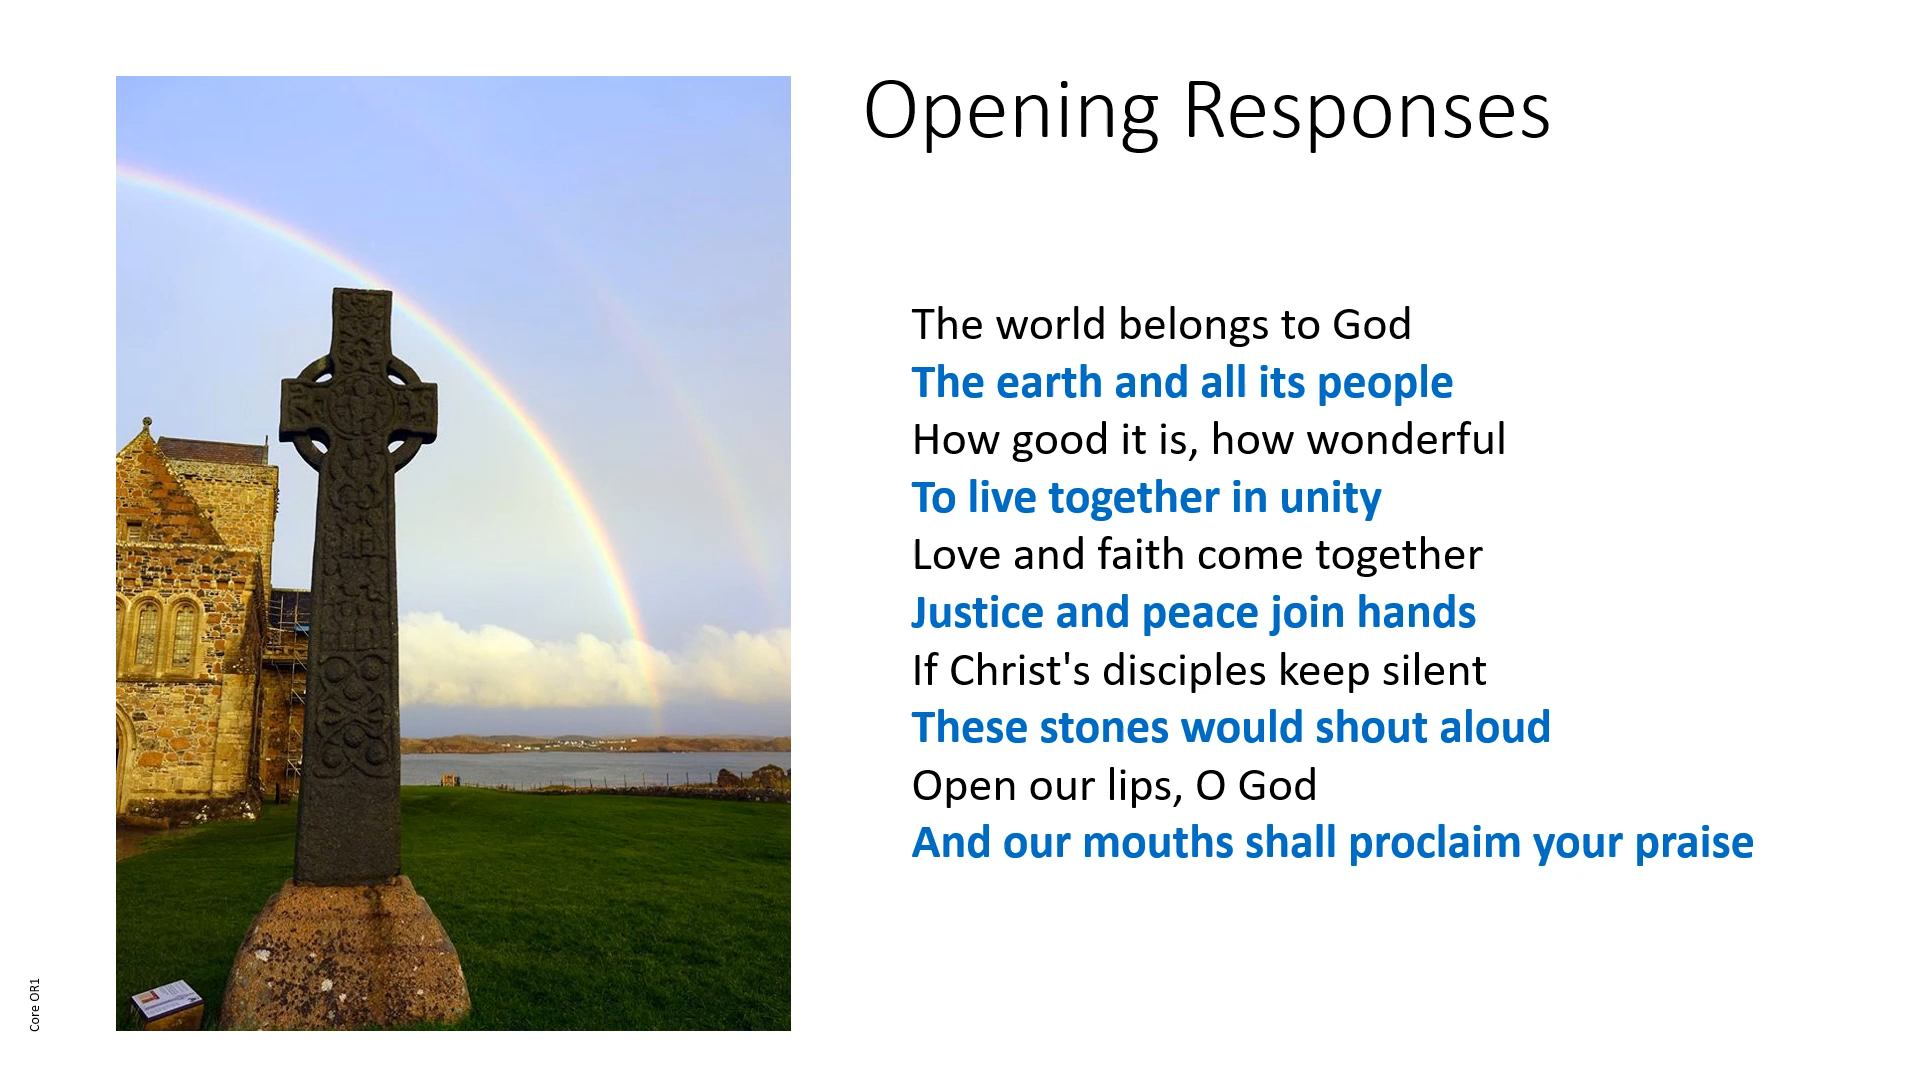 Opening Responses
The world belongs to God
The earth and all its people
How good it is, how wonderful
To live together in unity
Love and faith come together
Justice and peace join hands
If Christ's disciples keep silent
These stones would shout aloud
Open our lips, O God
And our mouths shall proclaim your praise
Core OR1